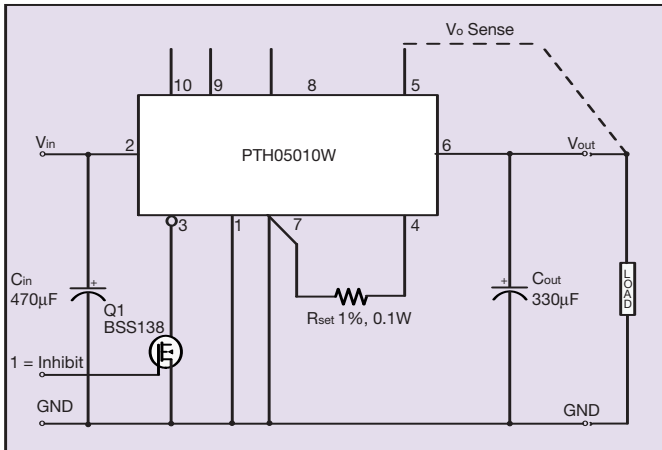 Vo Sense
10
9
8
5
Vin
2
PTH05010W
6
Vout
3
1
7
4
Cin
470µF
+
Q1
BSS138
Rset 1%, 0.1W
+
Cout
330µF
LOAD
1 = Inhibit
GND
GND